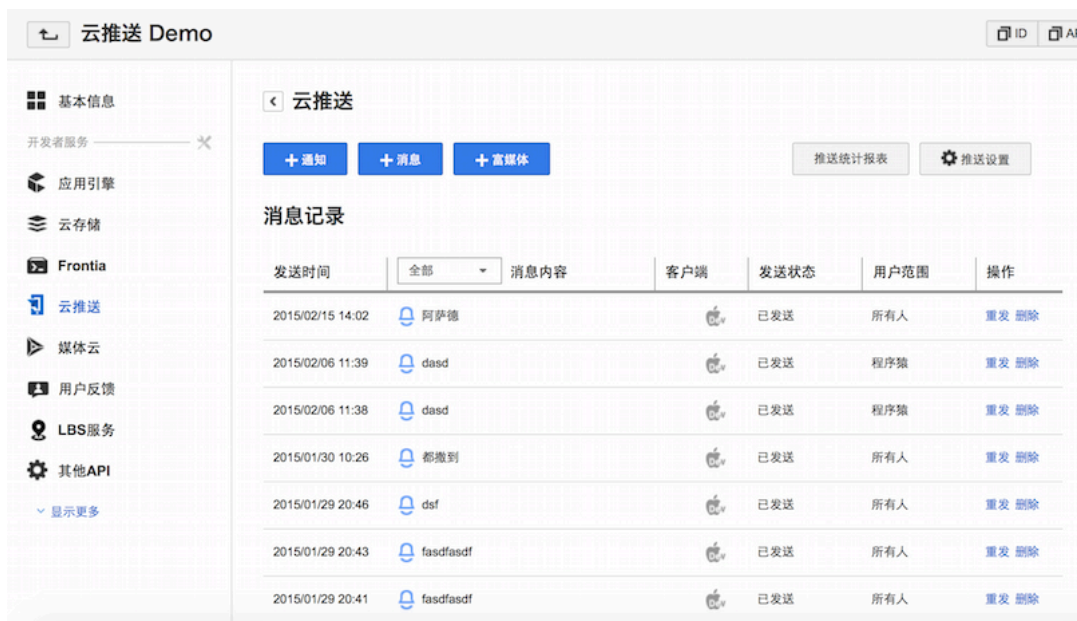 云推送 Demo
ID
基本信息
开发者服务
应用引擎
云存储
Frontia
云推送
媒体云
用户反馈
LBS服务
其他API
显示更多
云推送
+通知 +消息 +富媒体 推送统计报表 推送设置
消息记录
发送时间 全部 消息内容 客户端 发送状态 用户范围 操作
2015/02/15 14:02 阿萨德 Dev 已发送 所有人 重发 删除
2015/02/06 11:39 dasd Dev 已发送 程序猿 重发 删除
2015/02/06 11:38 dasd Dev 已发送 程序猿 重发 删除
2015/01/30 10:26 都撒到 Dev 已发送 所有人 重发 删除
2015/01/29 20:46 dsf Dev 已发送 所有人 重发 删除
2015/01/29 20:43 fasdfasdf Dev 已发送 所有人 重发 删除
2015/01/29 20:41 fasdfasdf Dev 已发送 所有人 重发 删除